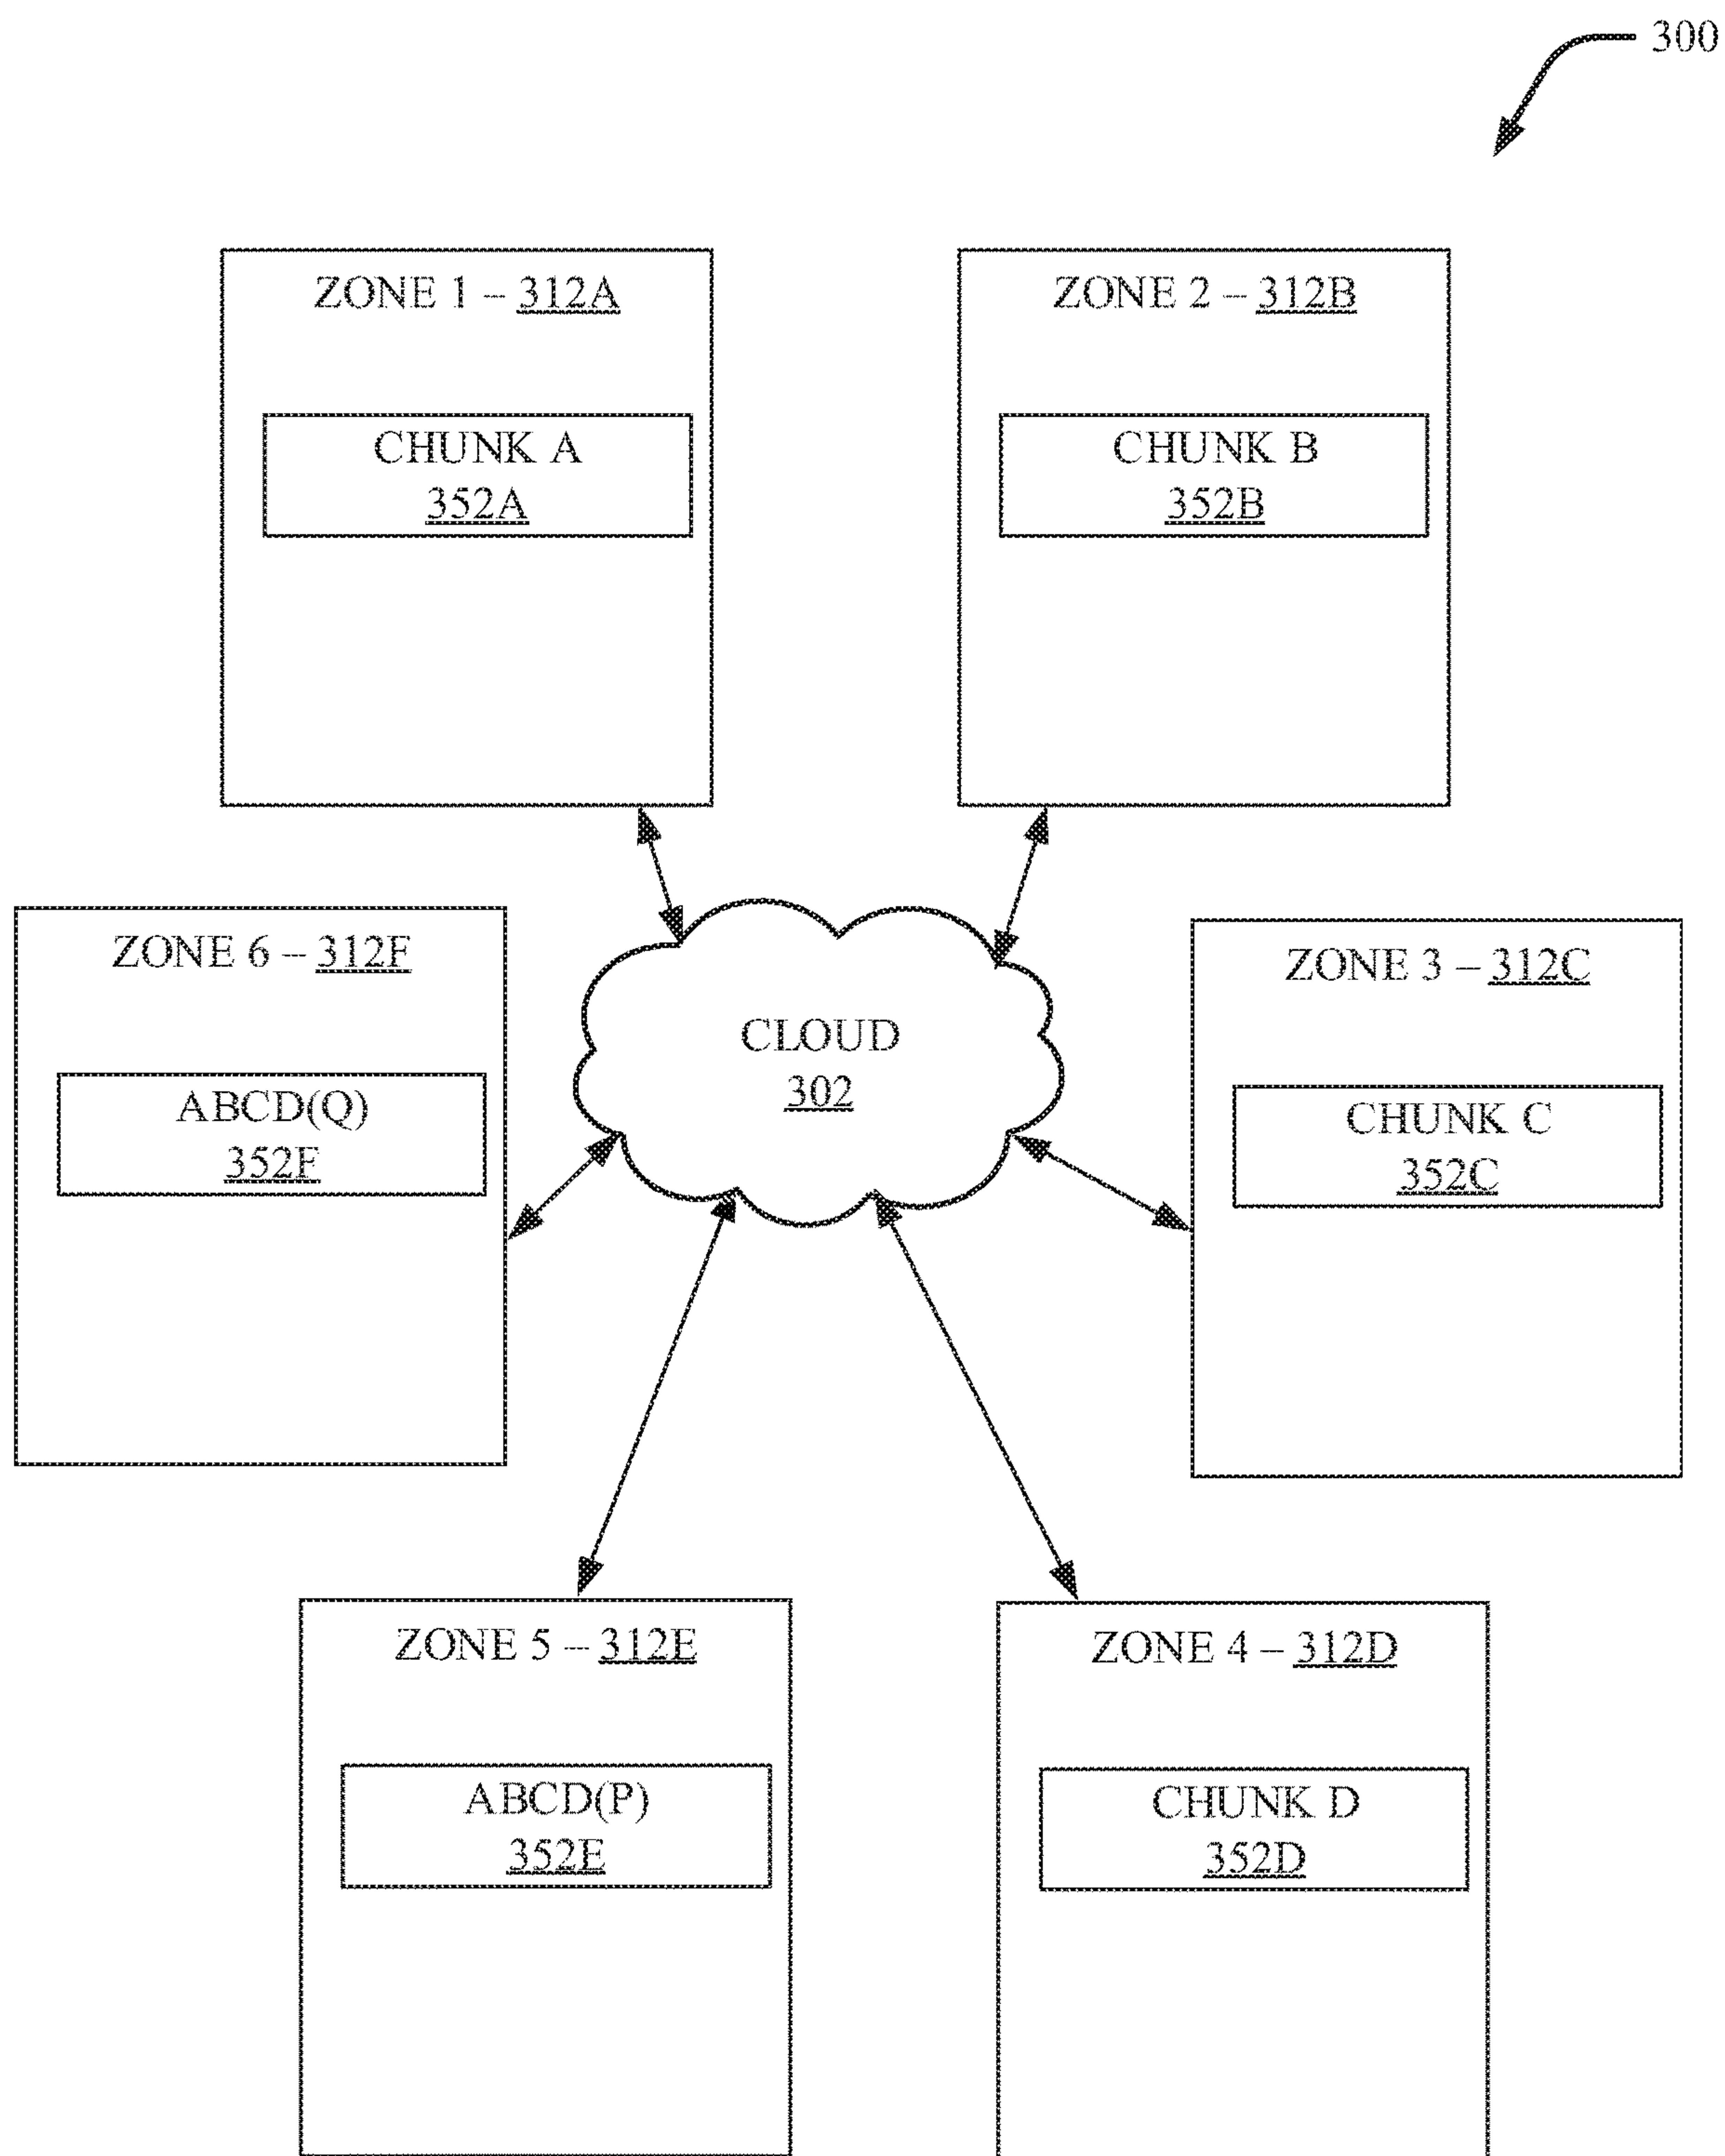 300
ZONE 1 – 312A
CHUNK A
352A
ZONE 2 – 312B
CHUNK B
352B
ZONE 6 – 312F
ABCD(Q)
352F
CLOUD
302
ZONE 3 – 312C
CHUNK C
352C
ZONE 5 – 312E
ABCD(P)
352E
ZONE 4 – 312D
CHUNK D
352D